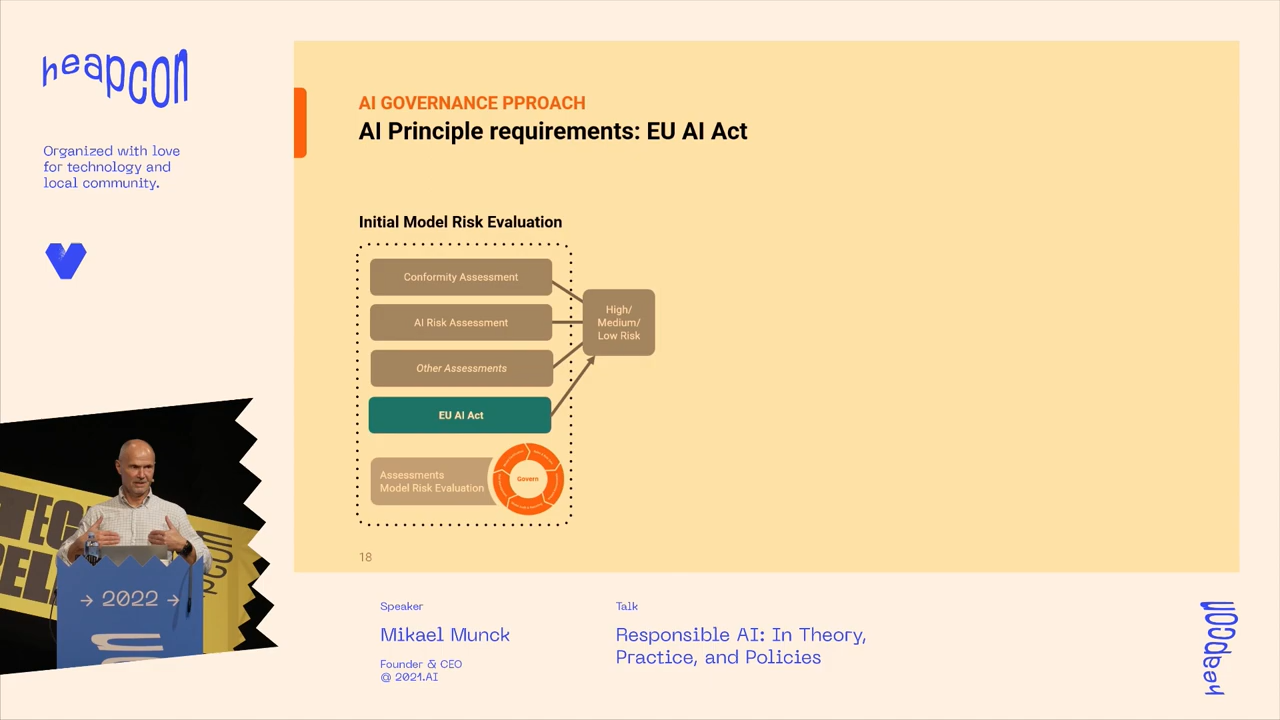 heapcon
Organized with love
for technology and
local community.
AI GOVERNANCE PPROACH
AI Principle requirements: EU AI Act
Initial Model Risk Evaluation
Conformity Assessment
AI Risk Assessment
Other Assessments
EU AI Act
High/
Medium/
Low Risk
Assessments
Model Risk Evaluation
Govern
18
→ 2022 →
Speaker
Mikael Munck
Founder & CEO
@ 2021.AI
Talk
Responsible AI: In Theory,
Practice, and Policies
heapcon